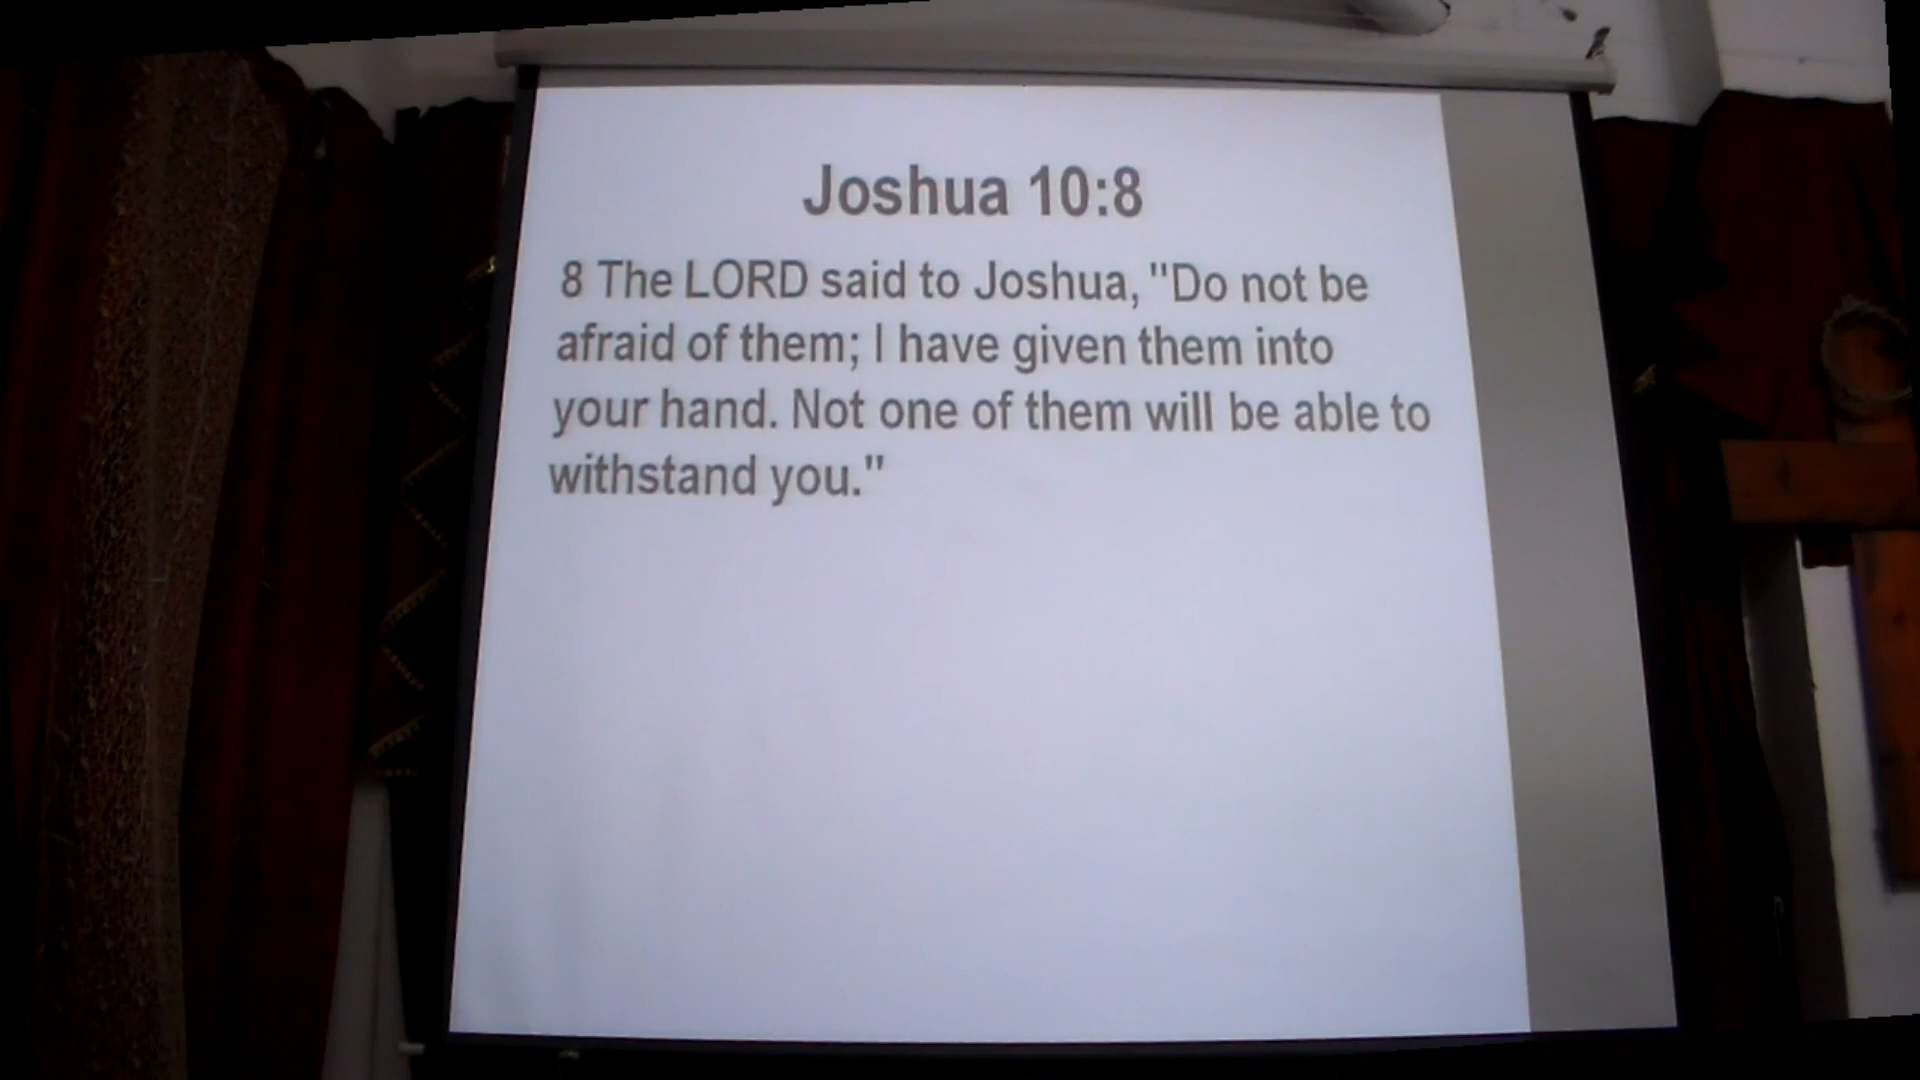 Joshua 10:8
8 The LORD said to Joshua, "Do not be
afraid of them; I have given them into
your hand. Not one of them will be able to
withstand you."